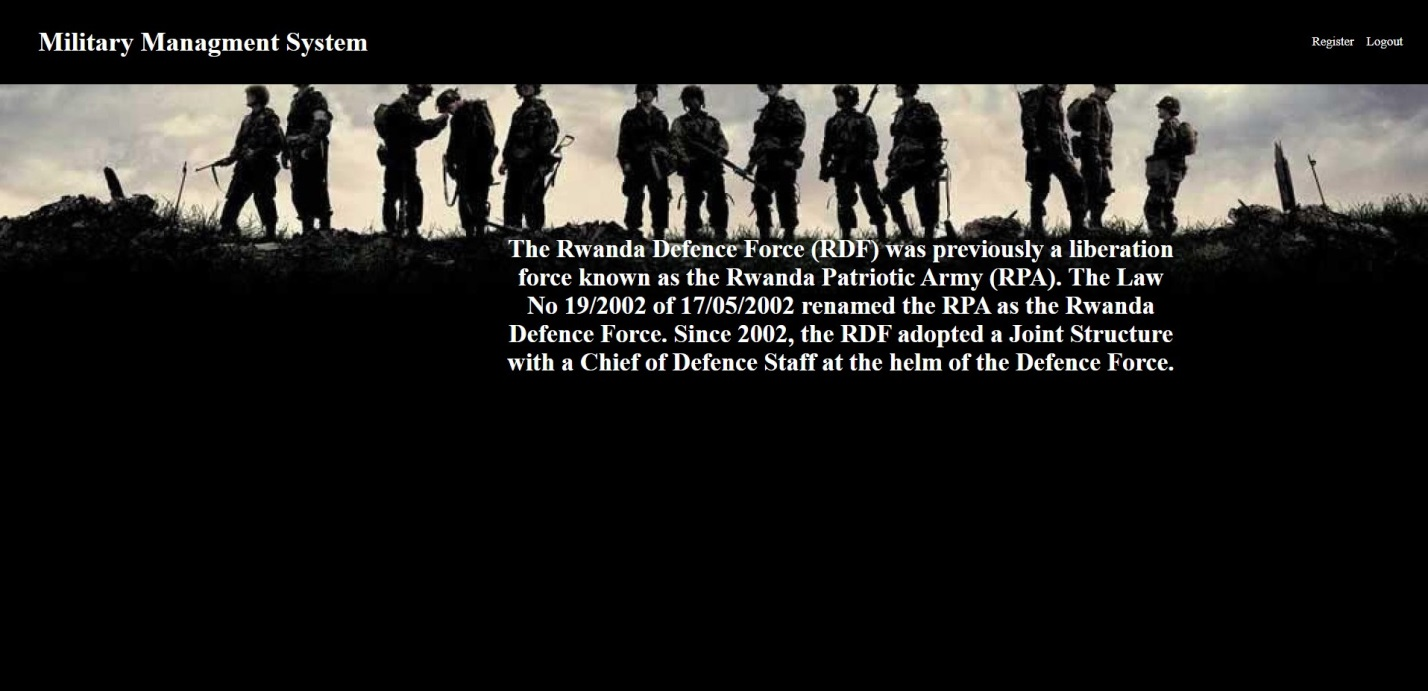 Military Managment System
Register Logout
The Rwanda Defence Force (RDF) was previously a liberation
force known as the Rwanda Patriotic Army (RPA). The Law
No 19/2002 of 17/05/2002 renamed the RPA as the Rwanda
Defence Force. Since 2002, the RDF adopted a Joint Structure
with a Chief of Defence Staff at the helm of the Defence Force.